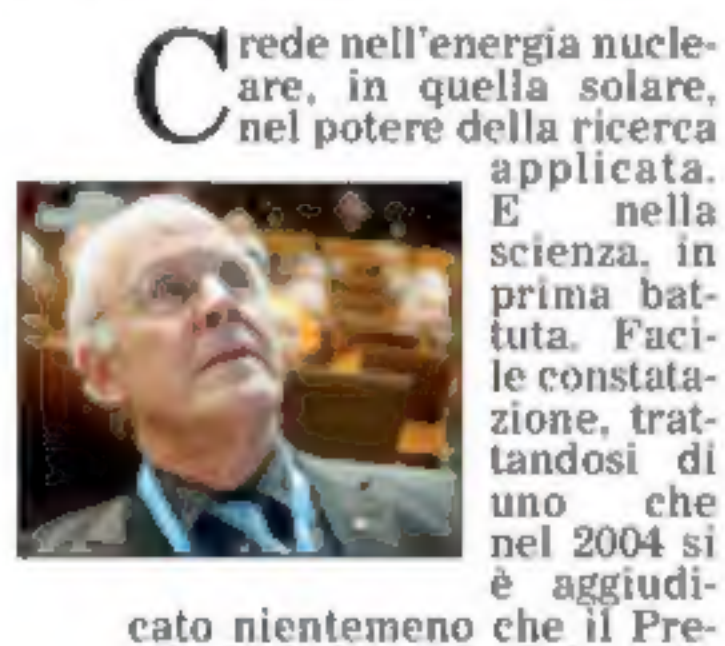 Crede nell'energia nucle-
are, in quella solare,
nel potere della ricerca
applicata.
E nella
scienza, in
prima bat-
tuta. Faci-
le constata-
zione, trat-
tandosi di
uno che
nel 2004 si
è aggiudi-
cato nientemeno che il Pre-